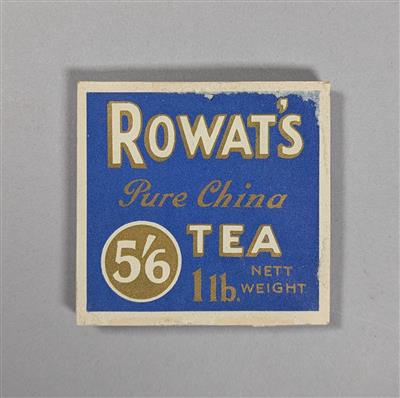 ROWAT'S
Pure China
5/6 TEA
1 lb. NETT WEIGHT